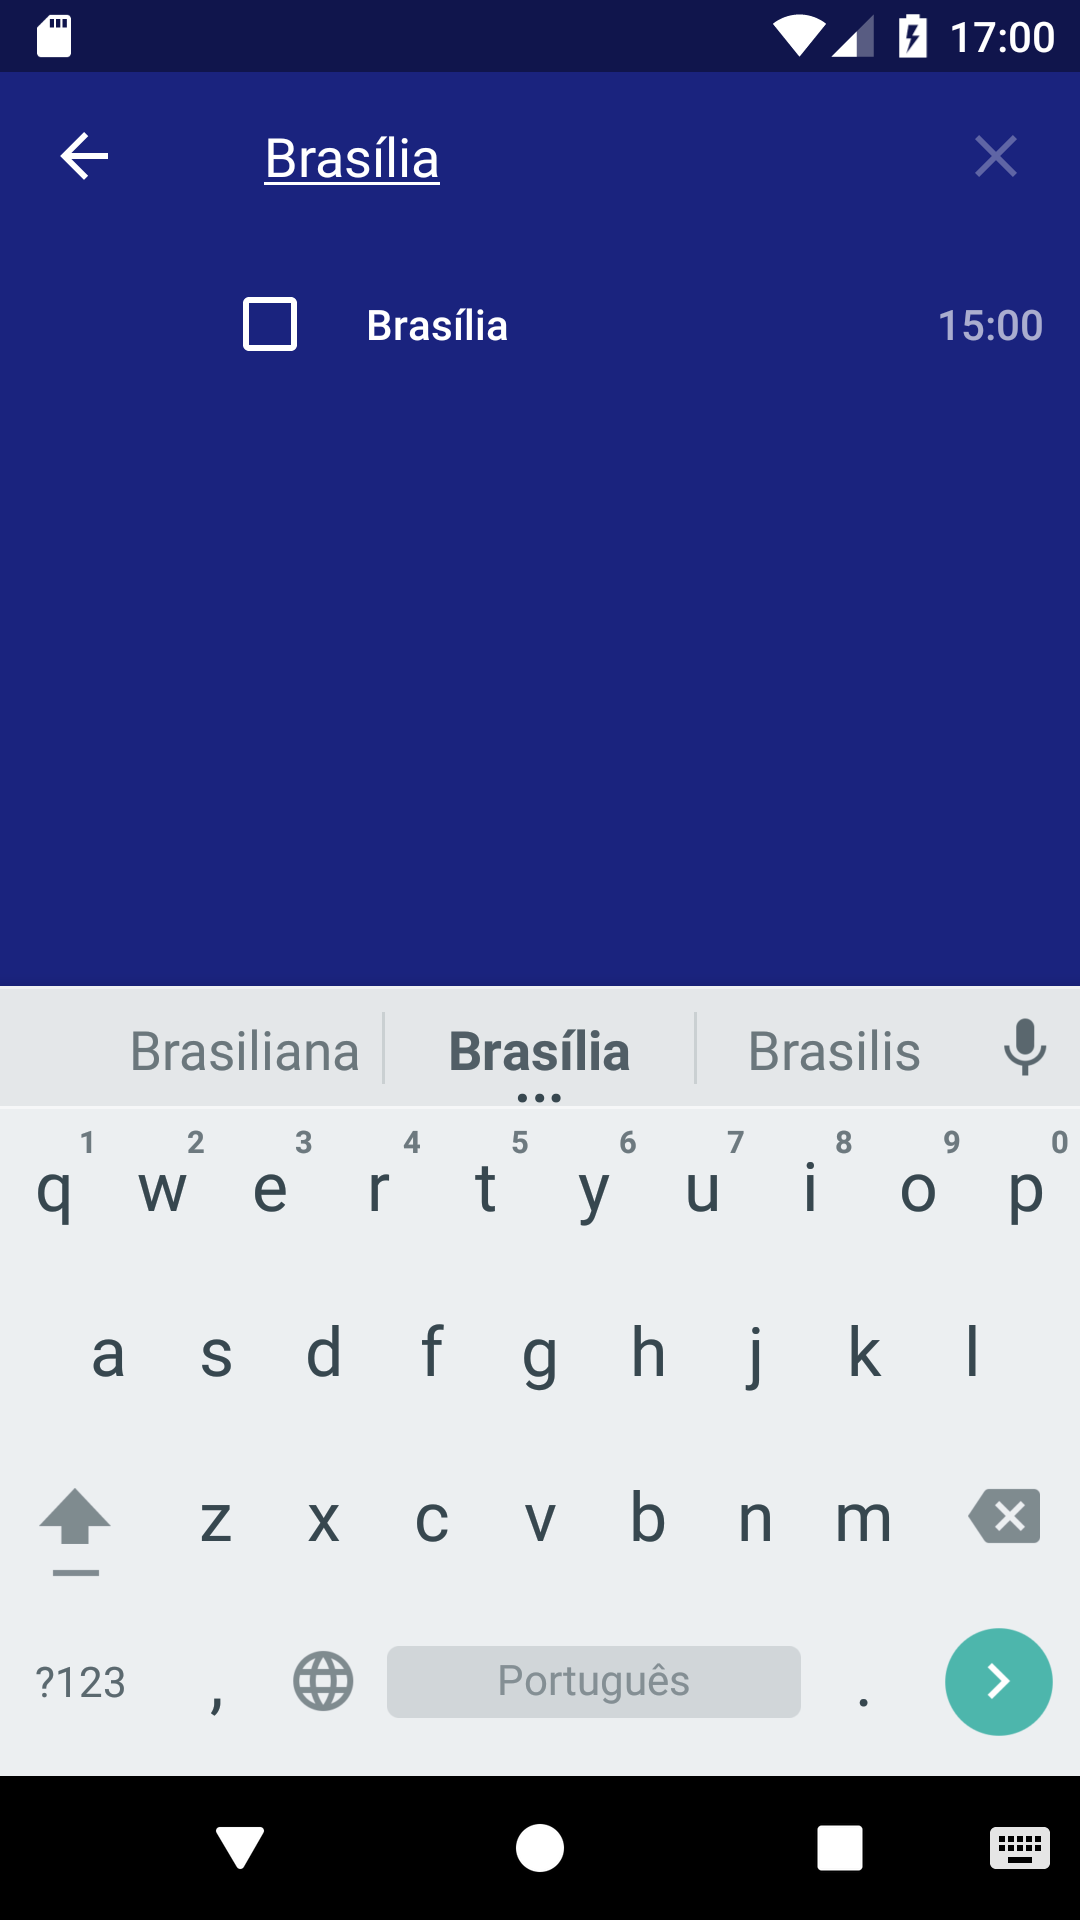 17:00
Brasília
Brasília 15:00
Brasiliana Brasília Brasilis
1 2 3 4 5 6 7 8 9 0
q w e r t y u i o p
a s d f g h j k l
z x c v b n m
?123 , Português .